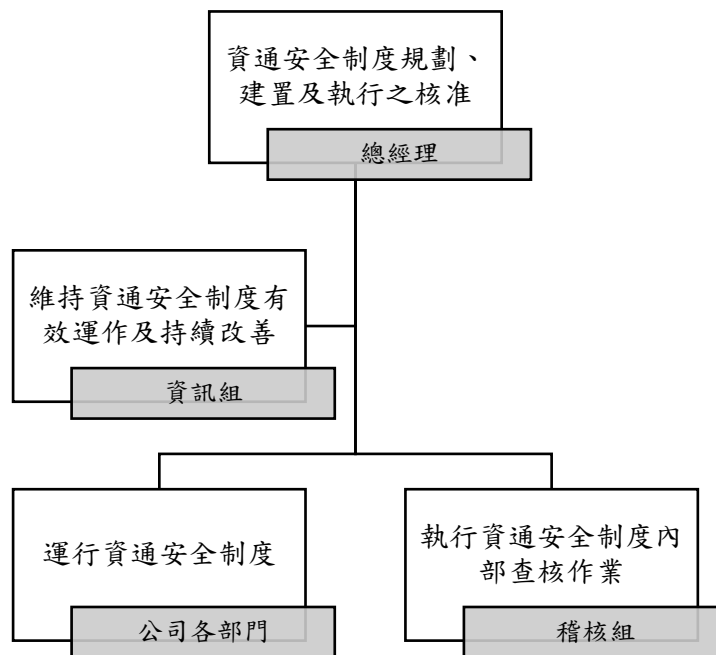 資通安全制度規劃、
建置及執行之核准
總經理
維持資通安全制度有
效運作及持續改善
資訊組
運行資通安全制度
公司各部門
執行資通安全制度內
部查核作業
稽核組